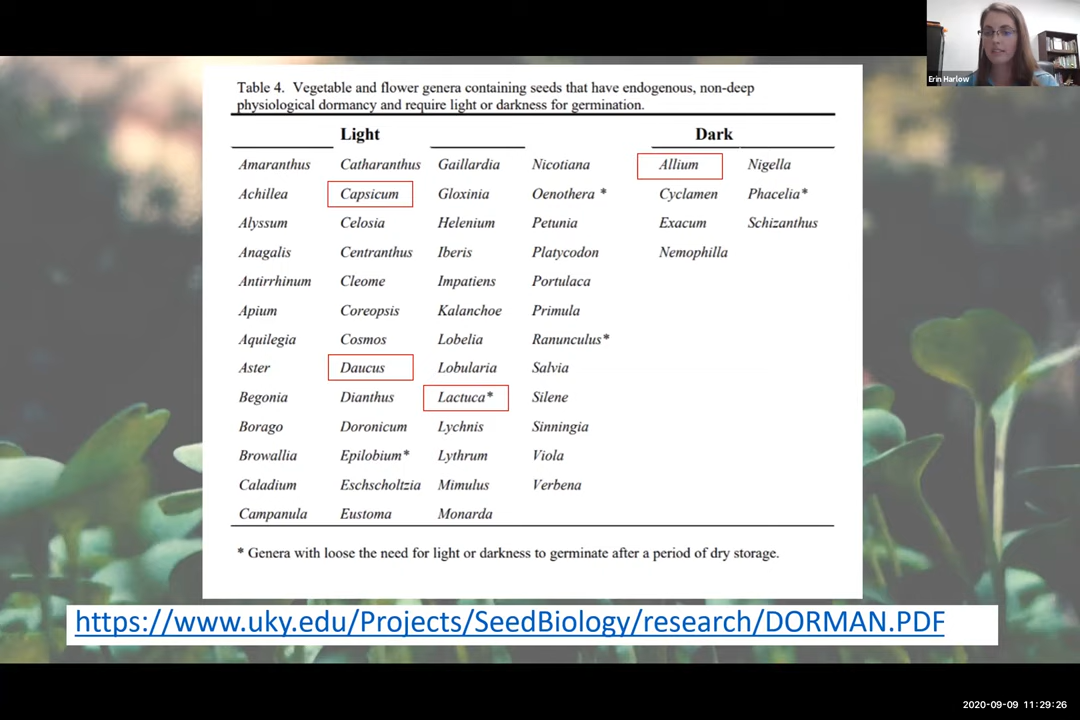 Erin Harlow
Table 4. Vegetable and flower genera containing seeds that have endogenous, non-deep
physiological dormancy and require light or darkness for germination.
Light Dark
Amaranthus Catharanthus Gaillardia Nicotiana Allium Nigella
Achillea Capsicum Gloxinia Oenothera * Cyclamen Phacelia*
Alyssum Celosia Helenium Petunia Exacum Schizanthus
Anagalis Centranthus Iberis Platycodon Nemophilla
Antirrhinum Cleome Impatiens Portulaca
Apium Coreopsis Kalanchoe Primula
Aquilegia Cosmos Lobelia Ranunculus*
Aster Daucus Lobularia Salvia
Begonia Dianthus Lactuca* Silene
Borago Doronicum Lychnis Sinningia
Browallia Epilobium* Lythrum Viola
Caladium Eschscholtzia Mimulus Verbena
Campanula Eustoma Monarda
* Genera with loose the need for light or darkness to germinate after a period of dry storage.
https://www.uky.edu/Projects/SeedBiology/research/DORMAN.PDF
2020-09-09 11:29:26